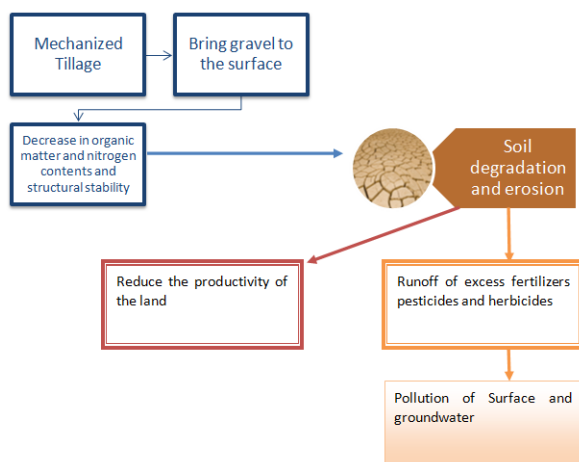 Mechanized
Tillage
Bring gravel to
the surface
Decrease in organic
matter and nitrogen
contents and
structural stability
Soil
degradation
and erosion
Reduce the productivity of
the land
Runoff of excess fertilizers
pesticides and herbicides
Pollution of Surface and
groundwater